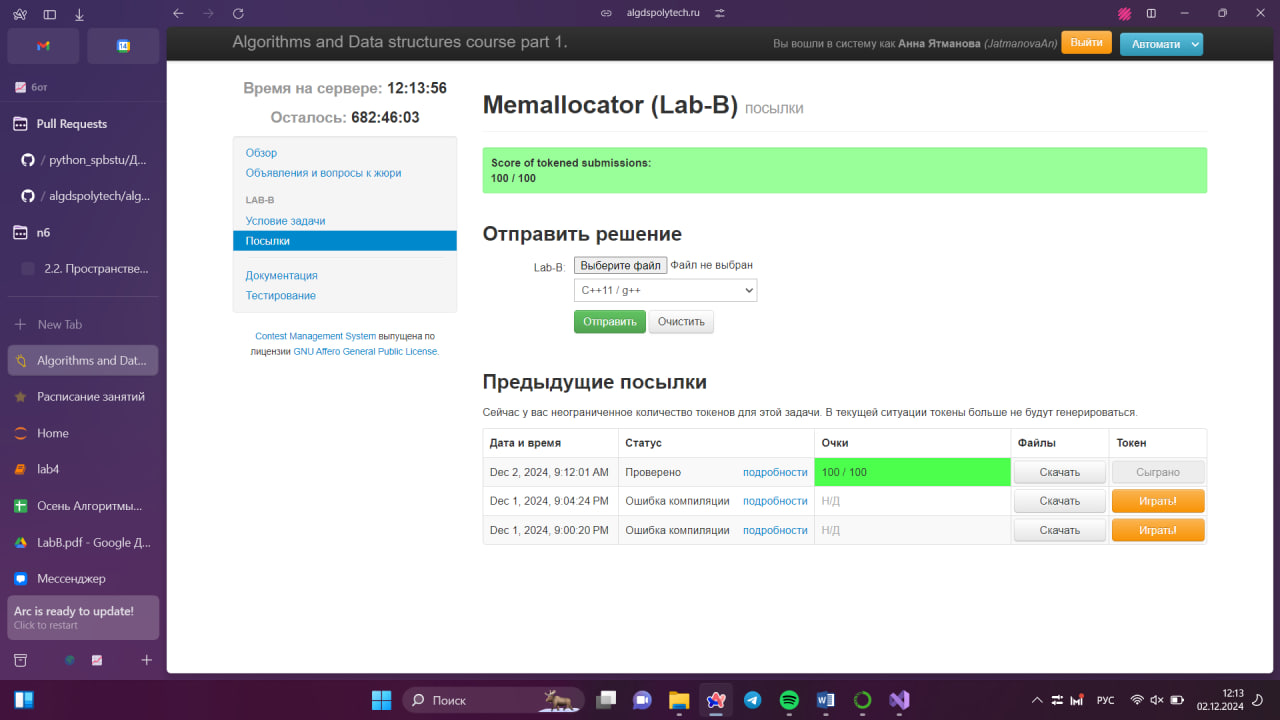 algdspolytech.ru
14
бот
Pull Requests
/ python_spbstu/Д...
/ algdspolytech/alg...
n6
2.2. Пространстве...
New Tab
Algorithms and Dat...
Расписание занятий
Home
lab4
Осень Алгоритмы...
LabB.pdf - Google Д...
Мессенджер
Arc is ready to update!
Click to restart
Algorithms and Data structures course part 1.
Вы вошли в систему как Анна Ятманова (JatmanovaAn)
Выйти
Автомати
Время на сервере: 12:13:56
Осталось: 682:46:03
Обзор
Объявления и вопросы к жюри
LAB-B
Условие задачи
Посылки
Документация
Тестирование
Contest Management System выпущена по
лицензии GNU Affero General Public License.
Memallocator (Lab-B) посылки
Score of tokened submissions:
100 / 100
Отправить решение
Lab-B: Выберите файл Файл не выбран
C++11 / g++
Отправить Очистить
Предыдущие посылки
Сейчас у вас неограниченное количество токенов для этой задачи. В текущей ситуации токены больше не будут генерироваться.
Дата и время Статус Очки Файлы Токен
Dec 2, 2024, 9:12:01 AM Проверено подробности 100 / 100 Скачать Сыграно
Dec 1, 2024, 9:04:24 PM Ошибка компиляции подробности Н/Д Скачать Играть!
Dec 1, 2024, 9:00:20 PM Ошибка компиляции подробности Н/Д Скачать Играть!
Поиск
РУС
12:13
02.12.2024